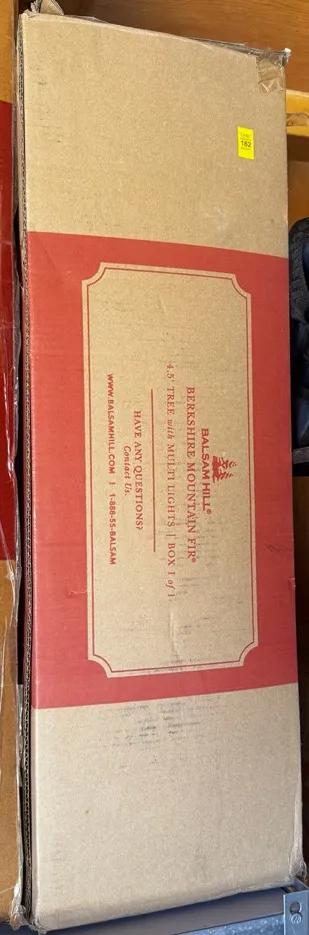 182
BALSAM HILL®
BERKSHIRE MOUNTAIN FIR®
4.5' TREE with MULTI LIGHTS | BOX 1 of 1
HAVE ANY QUESTIONS?
Contact Us.
WWW.BALSAMHILL.COM | 1-888-55-BALSAM